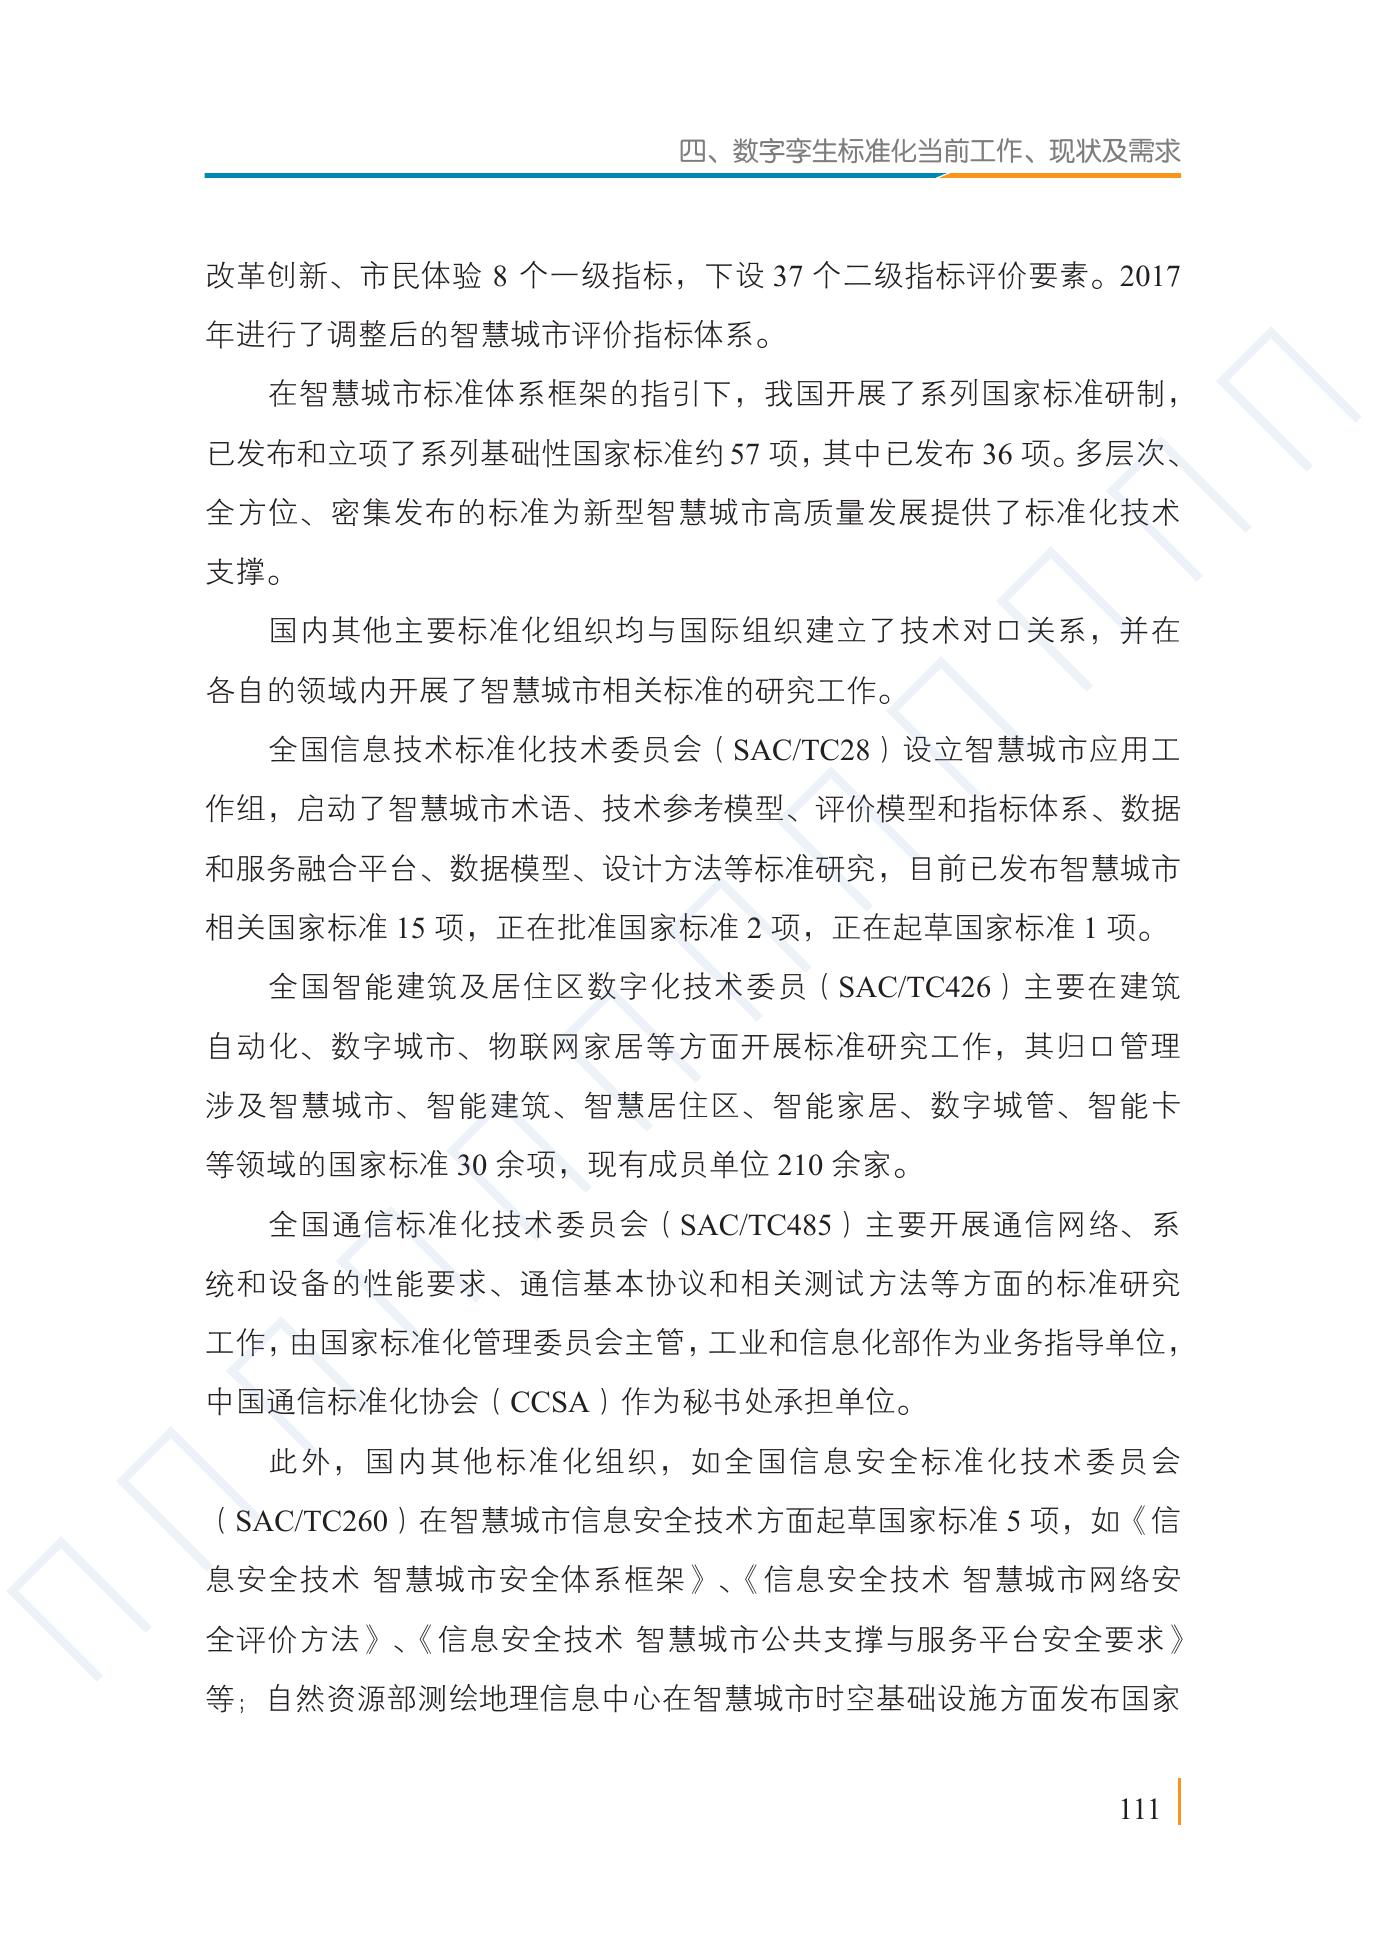 四、数字孪生标准化当前工作、现状及需求
改革创新、市民体验 8 个一级指标，下设 37 个二级指标评价要素。2017
年进行了调整后的智慧城市评价指标体系。
在智慧城市标准体系框架的指引下，我国开展了系列国家标准研制，
已发布和立项了系列基础性国家标准约 57 项，其中已发布 36 项。多层次、
全方位、密集发布的标准为新型智慧城市高质量发展提供了标准化技术
支撑。
国内其他主要标准化组织均与国际组织建立了技术对口关系，并在
各自的领域内开展了智慧城市相关标准的研究工作。
全国信息技术标准化技术委员会（SAC/TC28）设立智慧城市应用工
作组，启动了智慧城市术语、技术参考模型、评价模型和指标体系、数据
和服务融合平台、数据模型、设计方法等标准研究，目前已发布智慧城市
相关国家标准 15 项，正在批准国家标准 2 项，正在起草国家标准 1 项。
全国智能建筑及居住区数字化技术委员（SAC/TC426）主要在建筑
自动化、数字城市、物联网家居等方面开展标准研究工作，其归口管理
涉及智慧城市、智能建筑、智慧居住区、智能家居、数字城管、智能卡
等领域的国家标准 30 余项，现有成员单位 210 余家。
全国通信标准化技术委员会（SAC/TC485）主要开展通信网络、系
统和设备的性能要求、通信基本协议和相关测试方法等方面的标准研究
工作，由国家标准化管理委员会主管，工业和信息化部作为业务指导单位，
中国通信标准化协会（CCSA）作为秘书处承担单位。
此外，国内其他标准化组织，如全国信息安全标准化技术委员会
（SAC/TC260）在智慧城市信息安全技术方面起草国家标准 5 项，如《信
息安全技术 智慧城市安全体系框架》、《信息安全技术 智慧城市网络安
全评价方法》、《信息安全技术 智慧城市公共支撑与服务平台安全要求》
等；自然资源部测绘地理信息中心在智慧城市时空基础设施方面发布国家
111